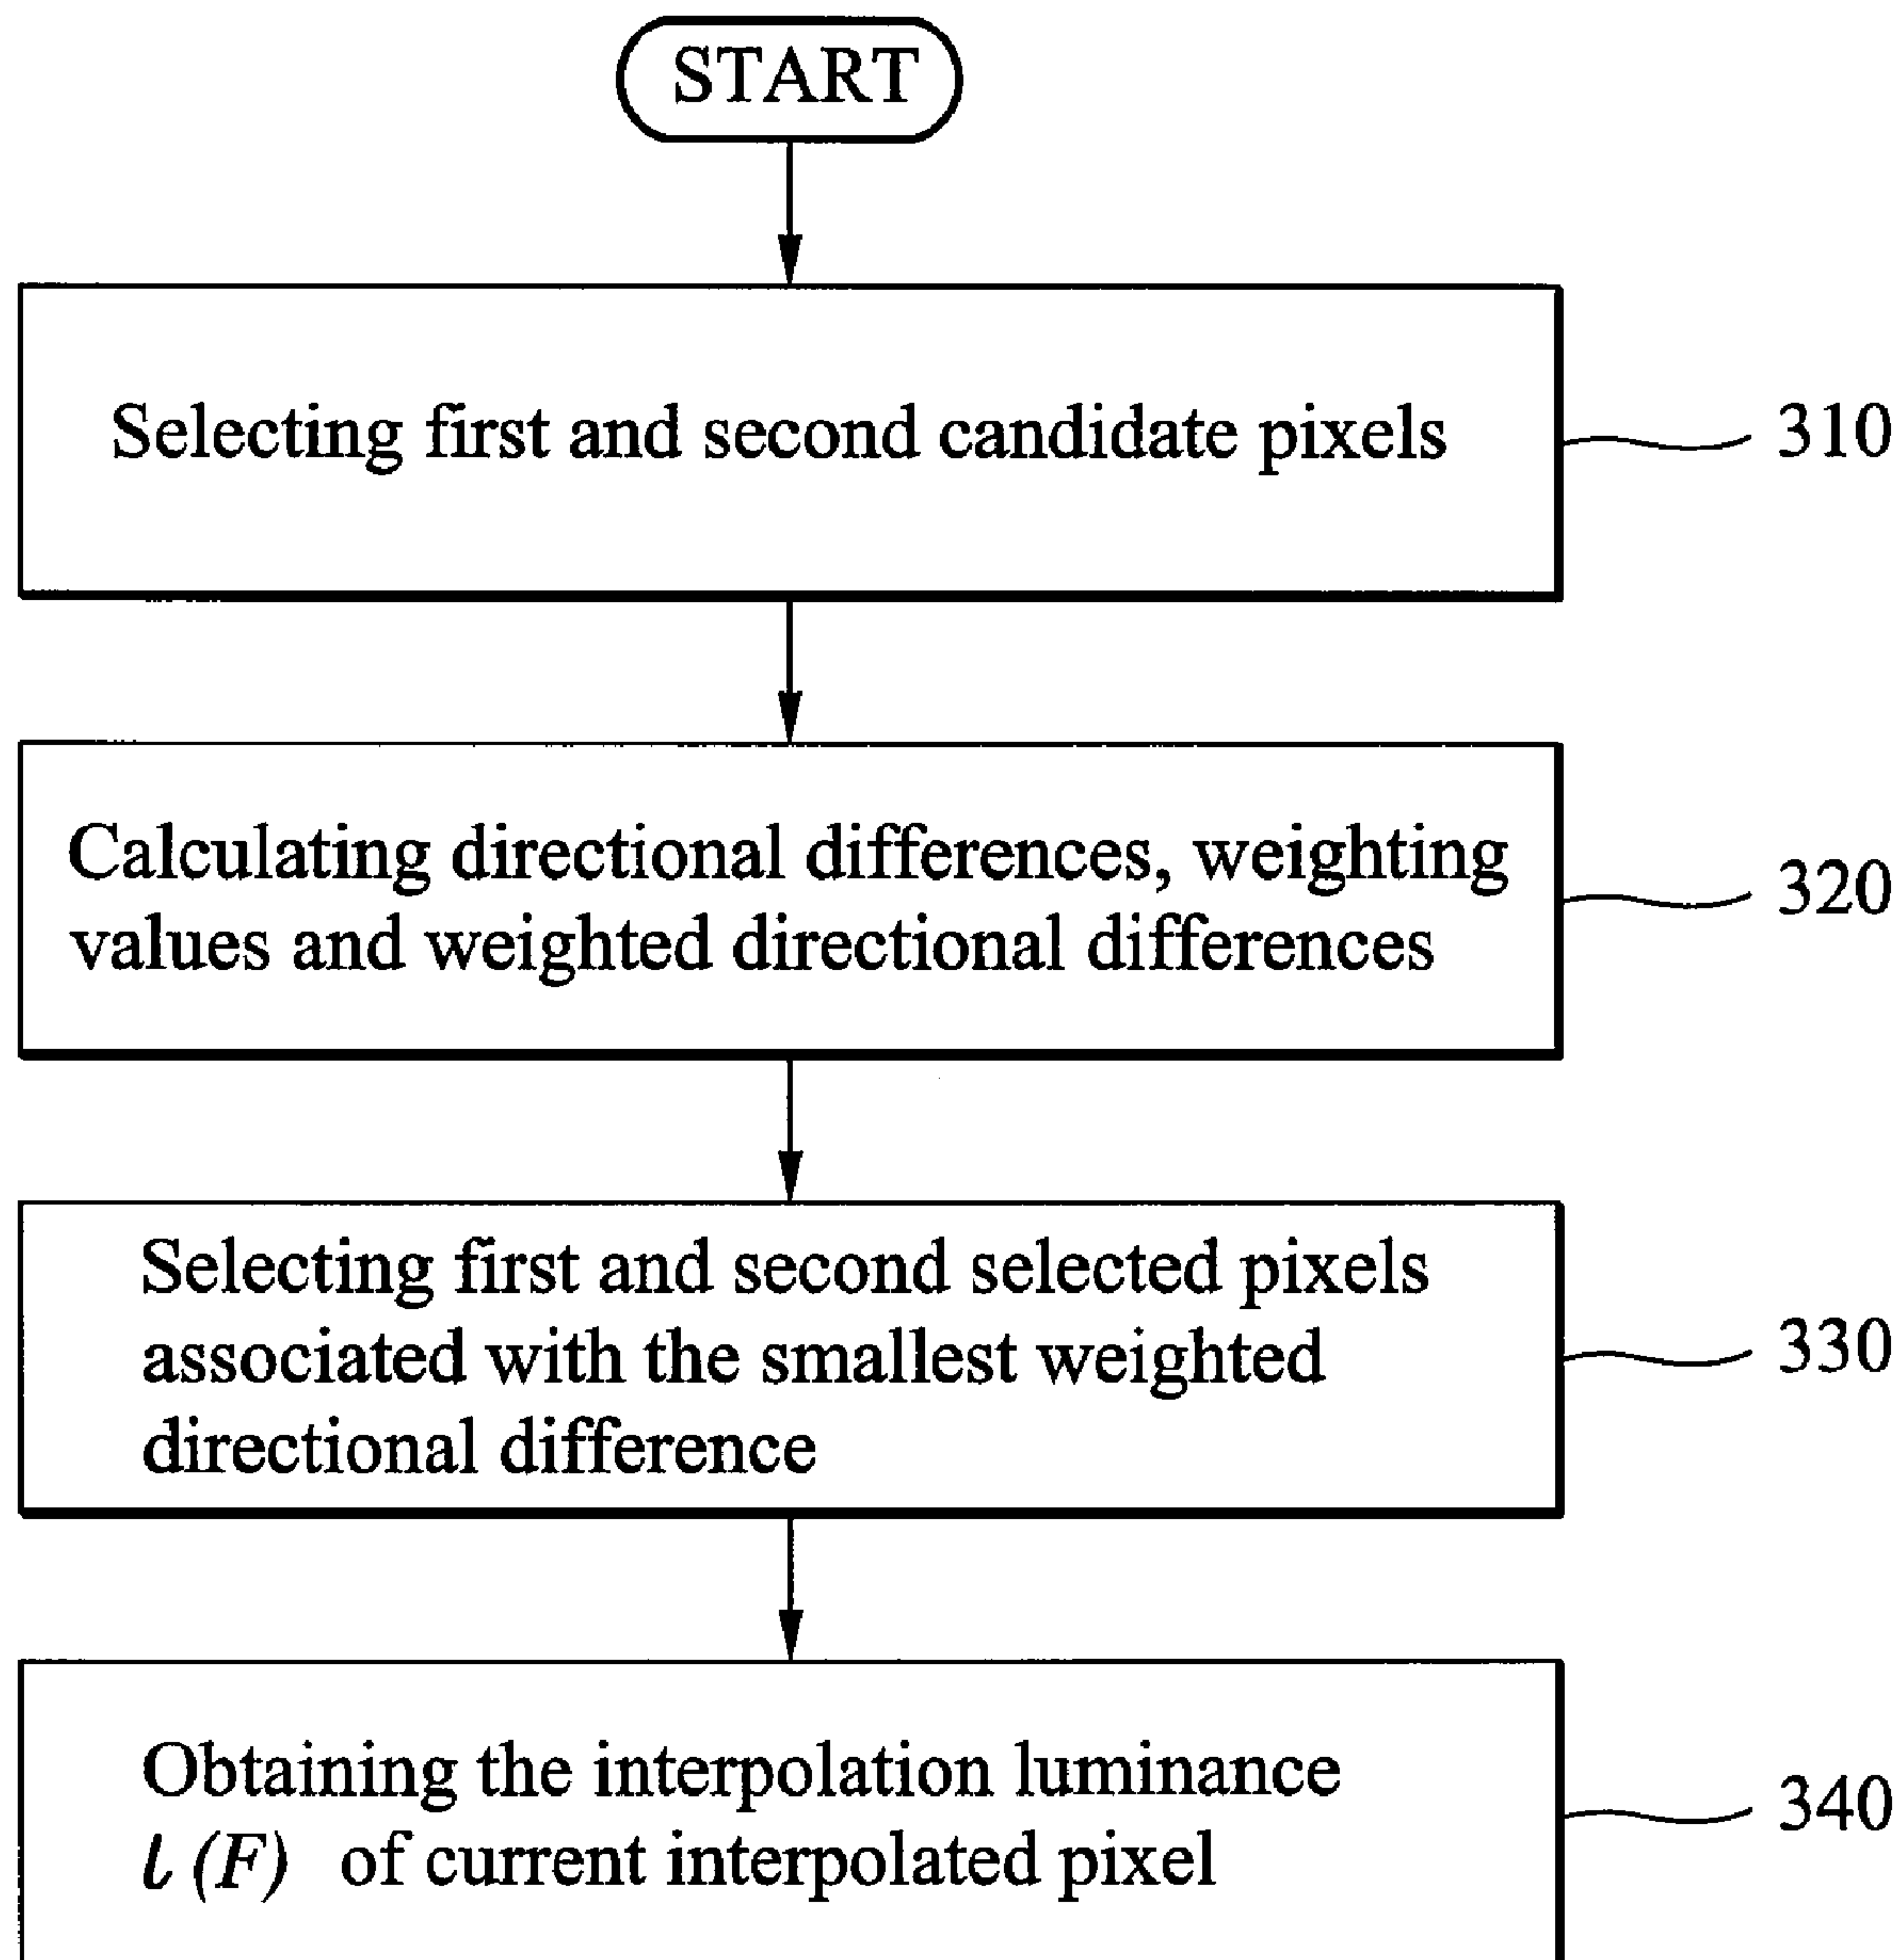 START
Selecting first and second candidate pixels
310
Calculating directional differences, weighting
values and weighted directional differences
320
Selecting first and second selected pixels
associated with the smallest weighted
directional difference
330
Obtaining the interpolation luminance
l (F) of current interpolated pixel
340